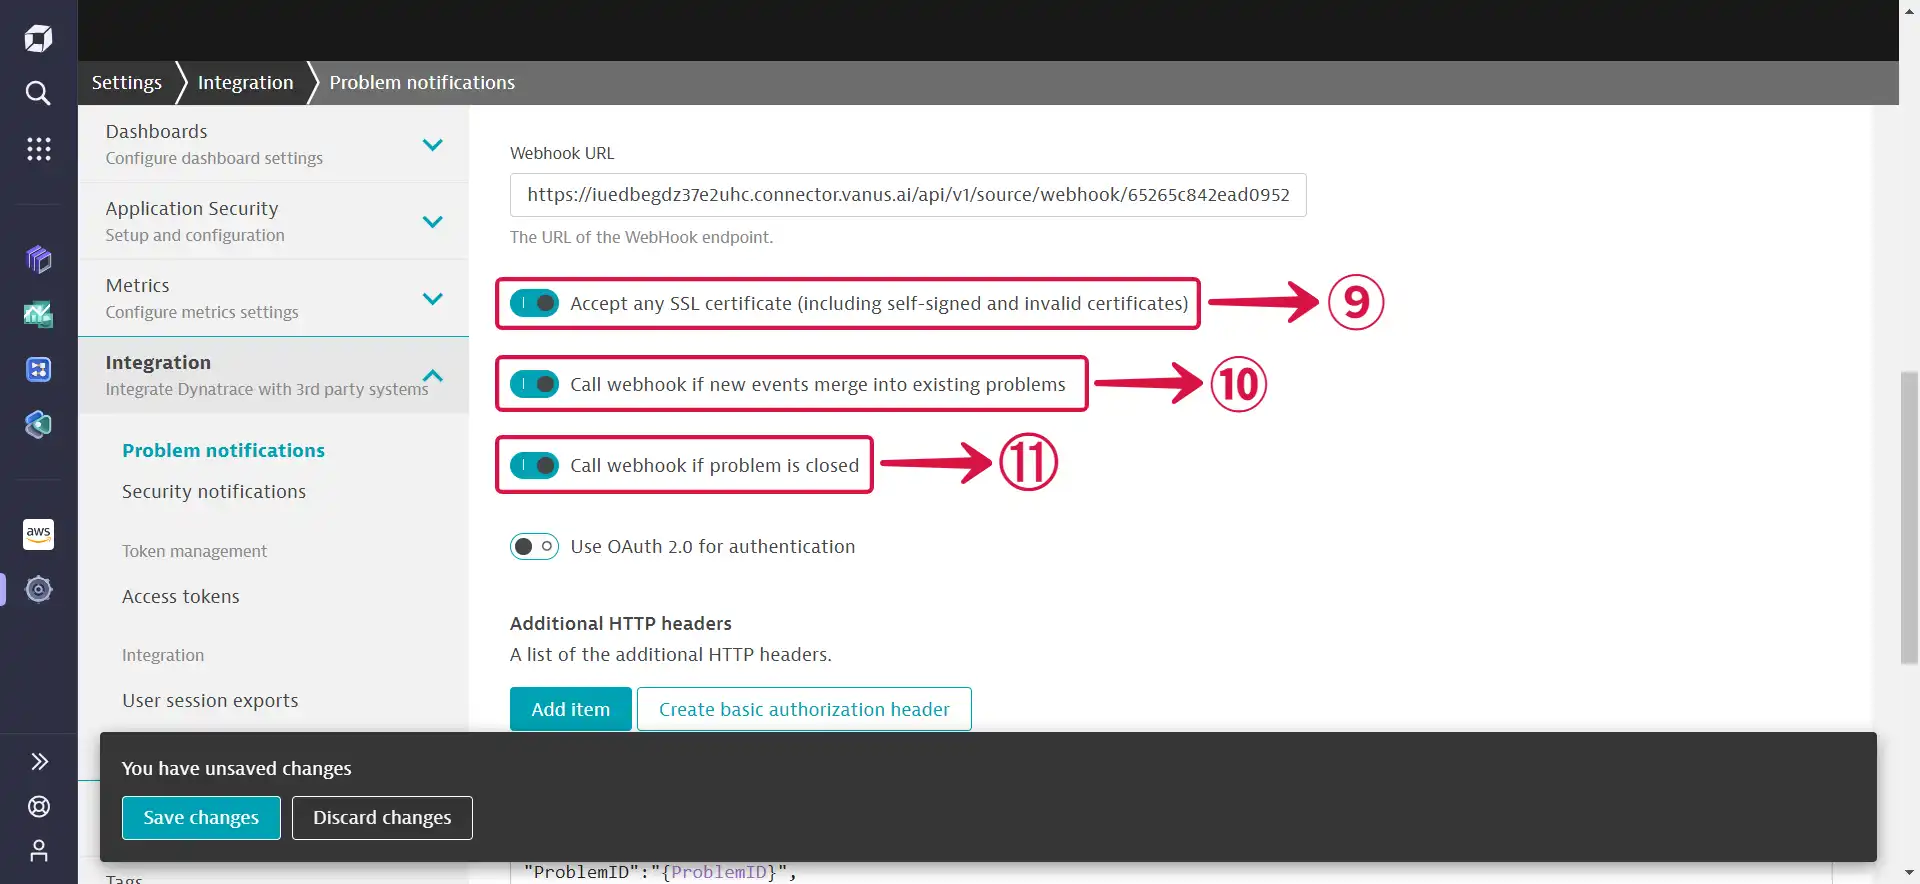 Settings
Integration
Problem notifications
Dashboards
Configure dashboard settings
Application Security
Setup and configuration
Metrics
Configure metrics settings
Integration
Integrate Dynatrace with 3rd party systems
Problem notifications
Security notifications
Token management
Access tokens
Integration
User session exports
aws
Webhook URL
https://iuedbegdz37e2uhc.connector.vanus.ai/api/v1/source/webhook/65265c842ead0952
The URL of the WebHook endpoint.
Accept any SSL certificate (including self-signed and invalid certificates)
9
Call webhook if new events merge into existing problems
10
Call webhook if problem is closed
11
Use OAuth 2.0 for authentication
Additional HTTP headers
A list of the additional HTTP headers.
Add item
Create basic authorization header
You have unsaved changes
Save changes
Discard changes
"ProblemID":"{ProblemID}",
Tags